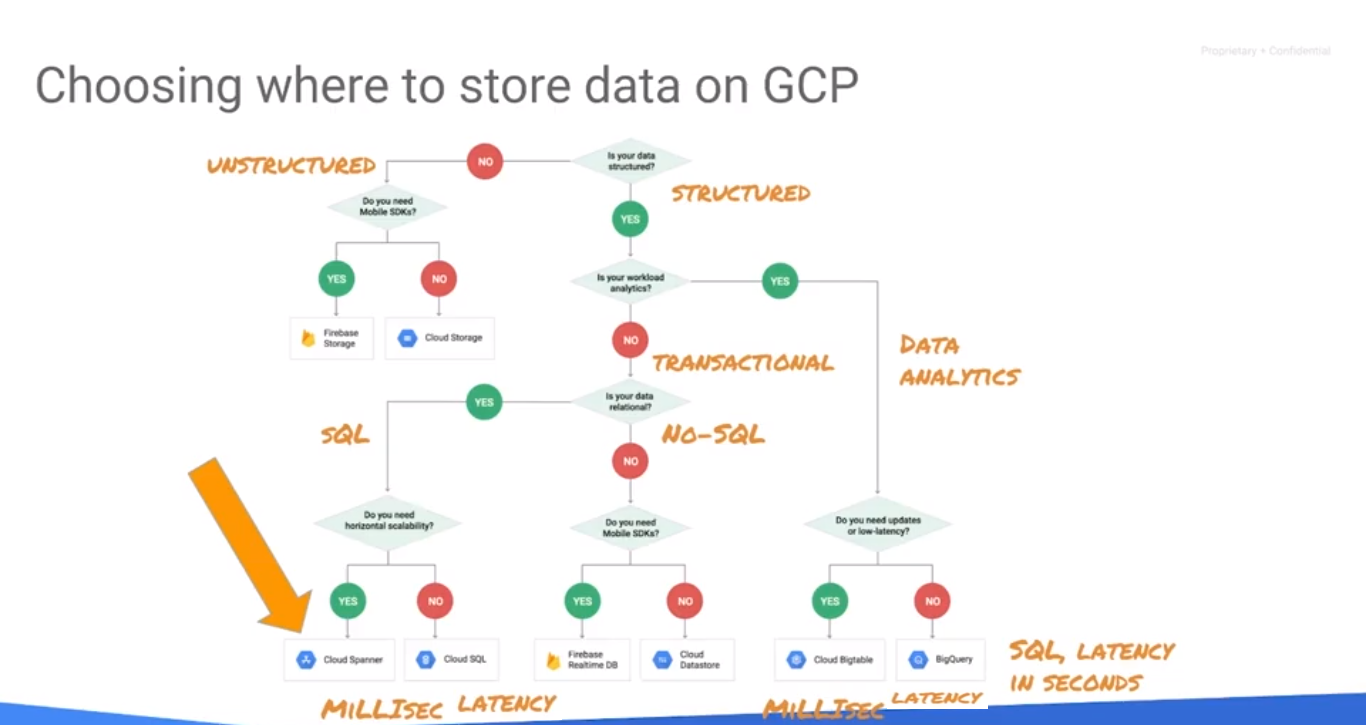 Proprietary + Confidential
Choosing where to store data on GCP
UNSTRUCTURED
NO
Is your data
structured?
STRUCTURED
Do you need
Mobile SDKs?
YES
YES
NO
Is your workload
analytics?
YES
Firebase
Storage
Cloud Storage
NO
TRANSACTIONAL
DATA
ANALYTICS
YES
Is your data
relational?
SQL
NO-SQL
NO
Do you need
horizontal scalability?
Do you need
Mobile SDKs?
Do you need updates
or low-latency?
YES
NO
YES
NO
YES
NO
Cloud Spanner
Cloud SQL
Firebase
Realtime DB
Cloud
Datastore
Cloud Bigtable
BigQuery
SQL, LATENCY
IN SECONDS
MILLISEC LATENCY
MILLISEC LATENCY